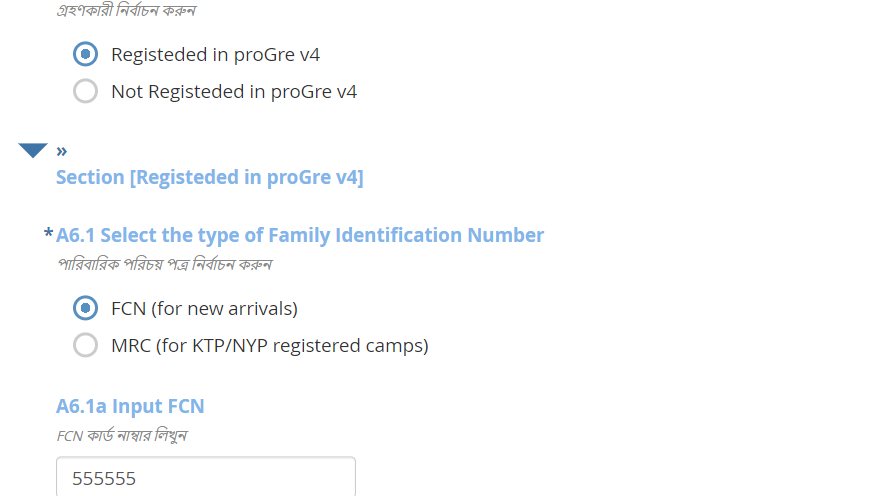 গ্রহণকারী নির্বাচন করুন
Registeded in proGre v4
Not Registeded in proGre v4
»
Section [Registeded in proGre v4]
* A6.1 Select the type of Family Identification Number
পারিবারিক পরিচয় পত্র নির্বাচন করুন
FCN (for new arrivals)
MRC (for KTP/NYP registered camps)
A6.1a Input FCN
FCN কার্ড নাম্বার লিখুন
555555